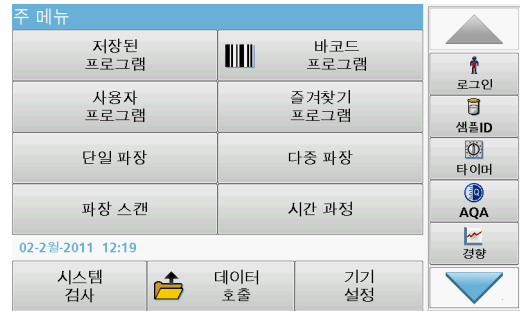 주 메뉴
저장된
프로그램
바코드
프로그램
사용자
프로그램
즐겨찾기
프로그램
단일 파장
다중 파장
파장 스캔
시간 과정
02-2월-2011 12:19
시스템
검사
데이터
호출
기기
설정
로그인
샘플ID
타이머
AQA
경향